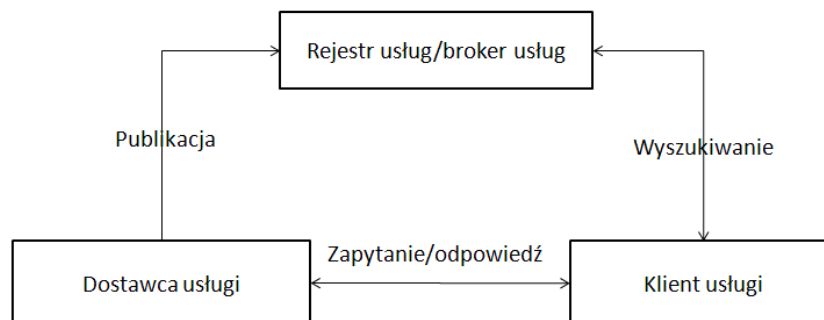 Rejestr usług/broker usług
Publikacja
Wyszukiwanie
Zapytanie/odpowiedź
Dostawca usługi
Klient usługi